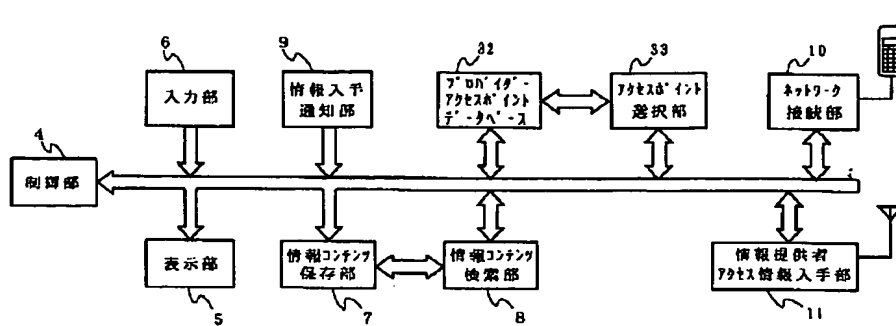 6
9
32
33
10
入力部
情報入手
通知部
プロバイダー
アクセスポイント
データベース
アクセスポイント
選択部
ネットワーク
接続部
4
制御部
表示部
情報コンテンツ
保存部
情報コンテンツ
検索部
情報提供者
アクセス情報入手部
5
7
8
11